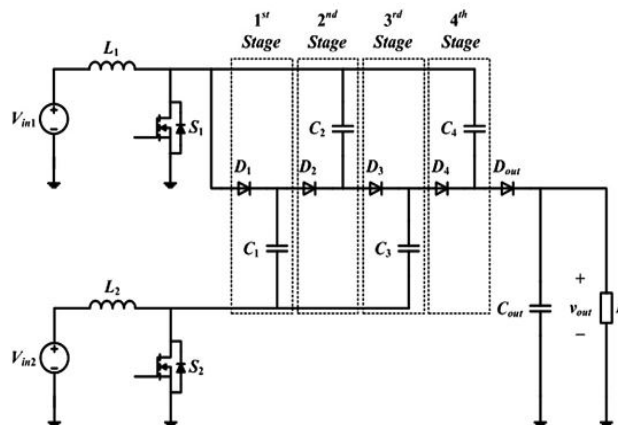 1st
Stage
2nd
Stage
3rd
Stage
4th
Stage
L1
Vin1
S1
C2
C4
D1
D2
D3
D4
Dout
C1
C3
L2
Vin2
S2
Cout
+
vout
−